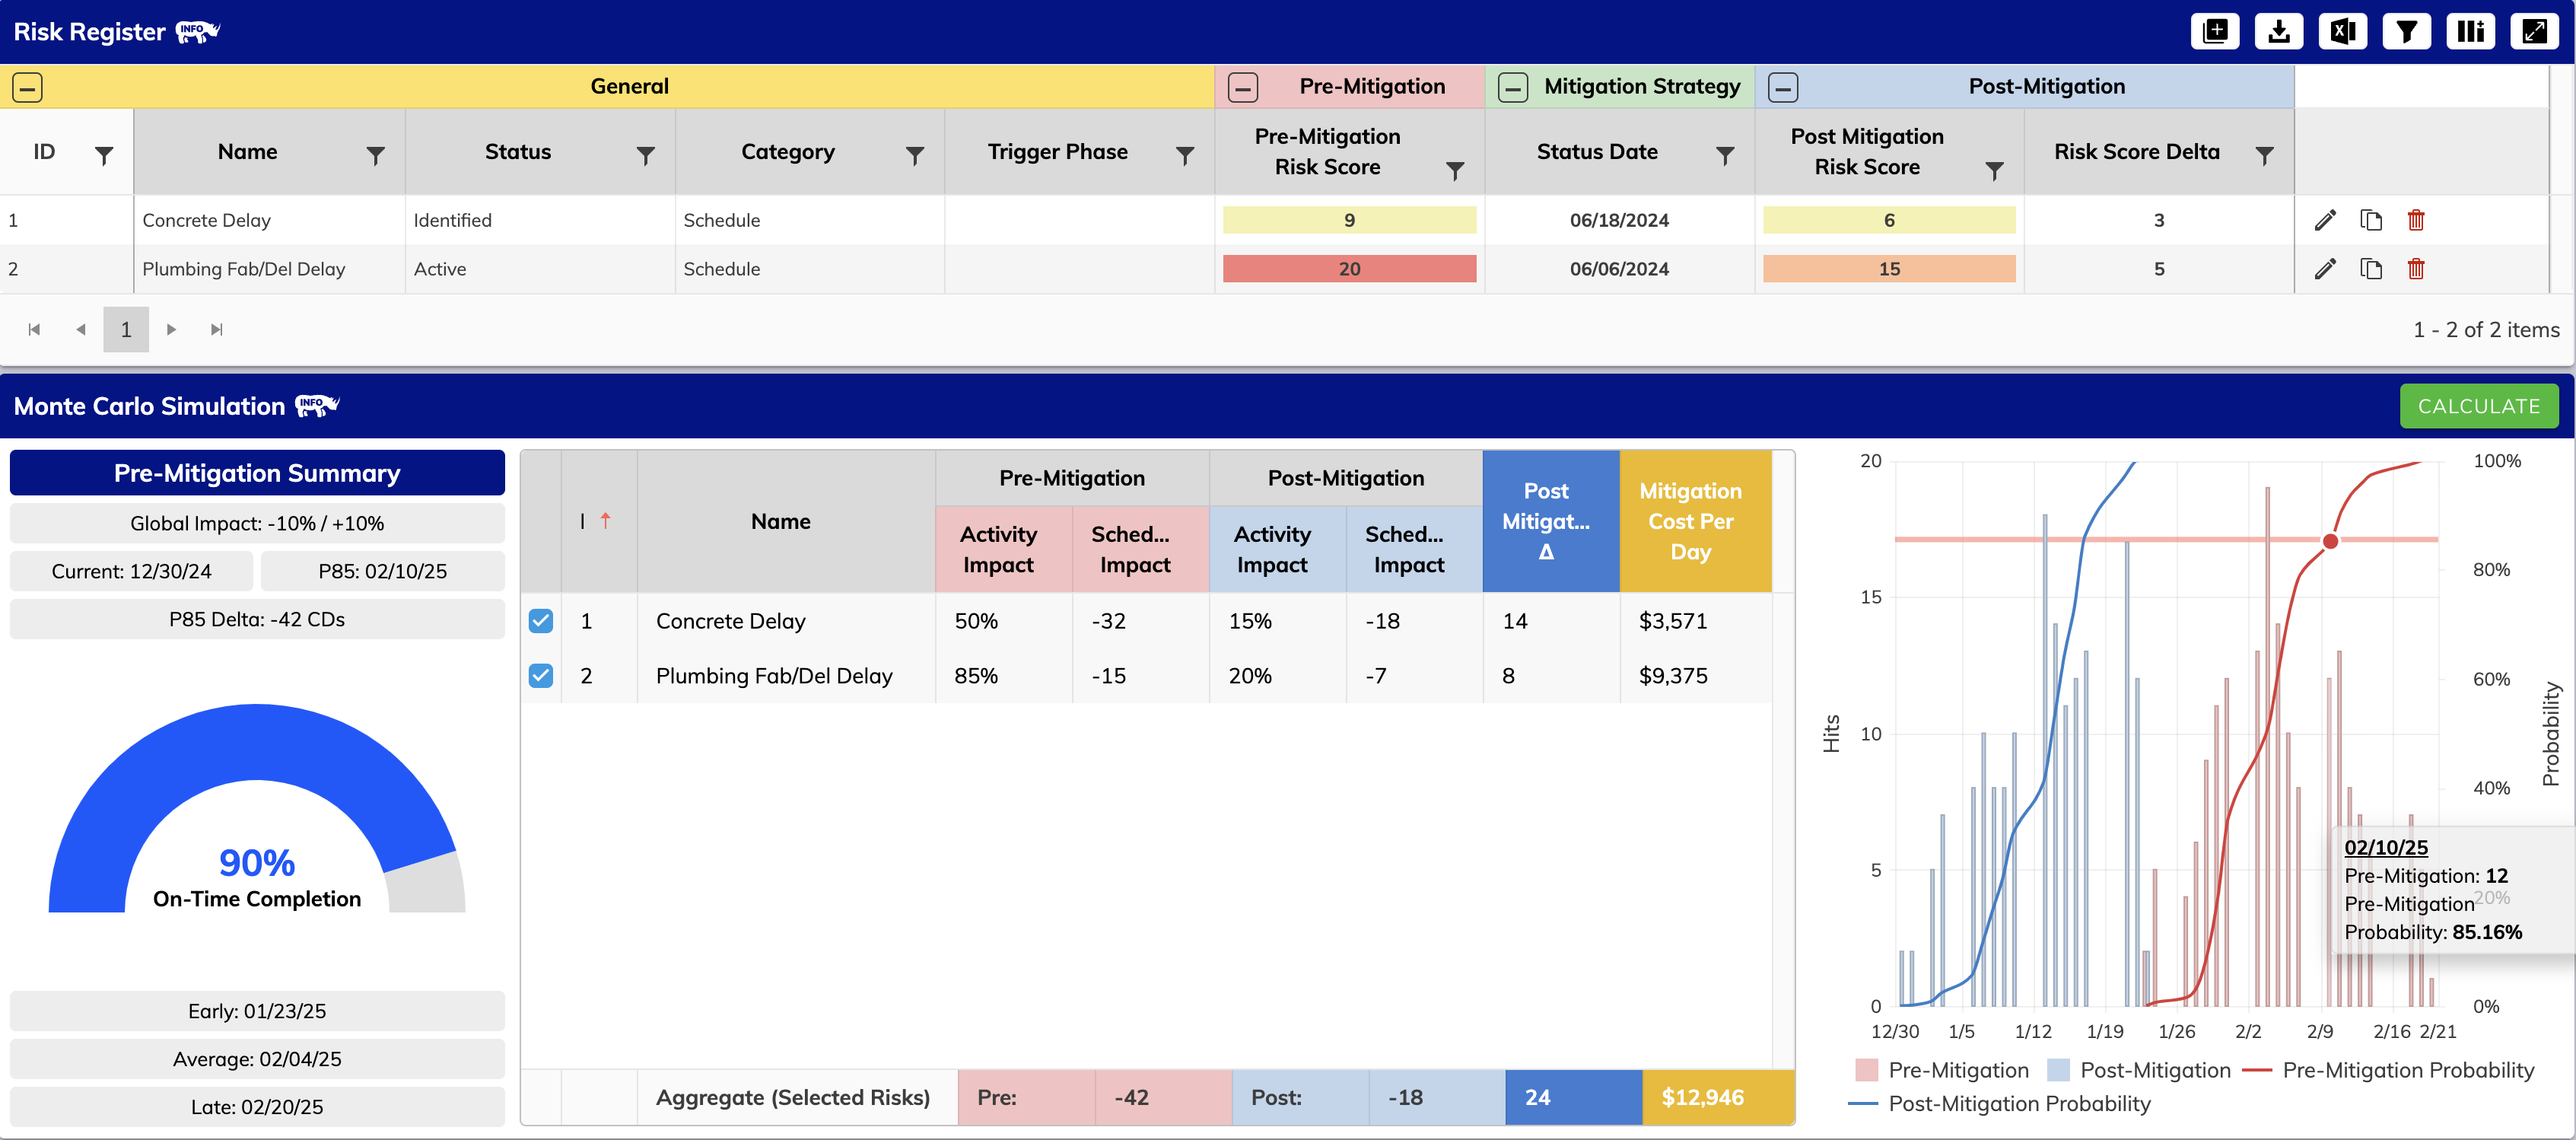 Risk Register INFO
General Pre-Mitigation Mitigation Strategy Post-Mitigation
ID Name Status Category Trigger Phase Pre-Mitigation Risk Score Status Date Post Mitigation Risk Score Risk Score Delta
1 Concrete Delay Identified Schedule 9 06/18/2024 6 3
2 Plumbing Fab/Del Delay Active Schedule 20 06/06/2024 15 5
1
1 - 2 of 2 items
Monte Carlo Simulation INFO
CALCULATE
Pre-Mitigation Summary
Global Impact: -10% / +10%
Current: 12/30/24 P85: 02/10/25
P85 Delta: -42 CDs
90%
On-Time Completion
Early: 01/23/25
Average: 02/04/25
Late: 02/20/25
I Name Pre-Mitigation Post-Mitigation Post Mitigat... Δ Mitigation Cost Per Day
Activity Impact Sched... Impact Activity Impact Sched... Impact
1 Concrete Delay 50% -32 15% -18 14 $3,571
2 Plumbing Fab/Del Delay 85% -15 20% -7 8 $9,375
Aggregate (Selected Risks) Pre: -42 Post: -18 24 $12,946
20
15
10
5
0
Hits
100%
80%
60%
40%
20%
0%
Probability
02/10/25
Pre-Mitigation: 12
Pre-Mitigation
Probability: 85.16%
12/30 1/5 1/12 1/19 1/26 2/2 2/9 2/16 2/21
Pre-Mitigation Post-Mitigation Pre-Mitigation Probability
Post-Mitigation Probability